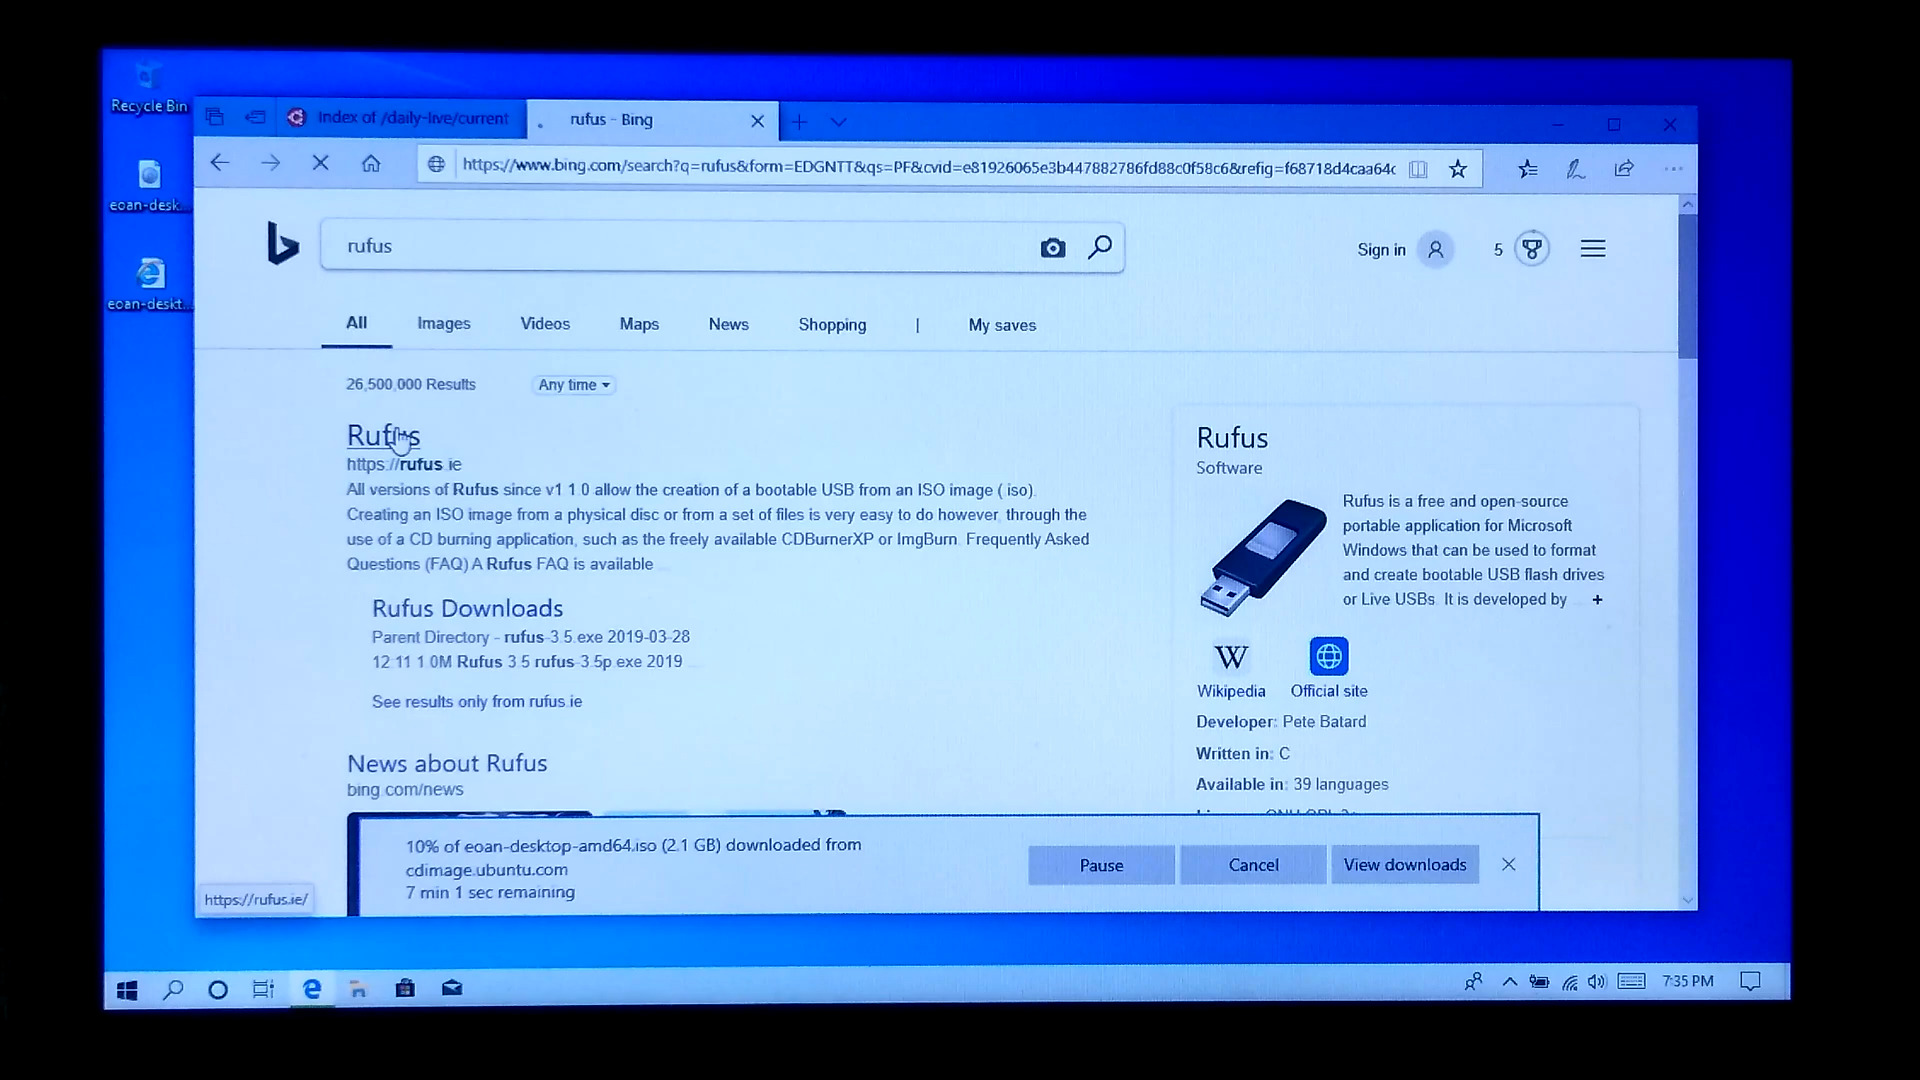 Recycle Bin
eoan-desk...
eoan-deskt...
Index of /daily-live/current
rufus - Bing
https://www.bing.com/search?q=rufus&form=EDGNTT&qs=PF&cvid=e81926065e3b447882786fd88c0f58c6&refig=f68718d4caa64c
rufus
Sign in
5
All
Images
Videos
Maps
News
Shopping
|
My saves
26,500,000 Results
Any time
Rufus
https://rufus.ie
All versions of Rufus since v1.1.0 allow the creation of a bootable USB from an ISO image (.iso).
Creating an ISO image from a physical disc or from a set of files is very easy to do however, through the
use of a CD burning application, such as the freely available CDBurnerXP or ImgBurn. Frequently Asked
Questions (FAQ) A Rufus FAQ is available ...
Rufus Downloads
Parent Directory - rufus-3.5.exe 2019-03-28
12:11 1.0M Rufus 3.5 rufus-3.5p.exe 2019 ...
See results only from rufus.ie
News about Rufus
bing.com/news
Rufus
Software
Rufus is a free and open-source
portable application for Microsoft
Windows that can be used to format
and create bootable USB flash drives
or Live USBs. It is developed by ... +
W
Wikipedia
Official site
Developer: Pete Batard
Written in: C
Available in: 39 languages
10% of eoan-desktop-amd64.iso (2.1 GB) downloaded from
cdimage.ubuntu.com
7 min 1 sec remaining
Pause
Cancel
View downloads
https://rufus.ie/
7:35 PM